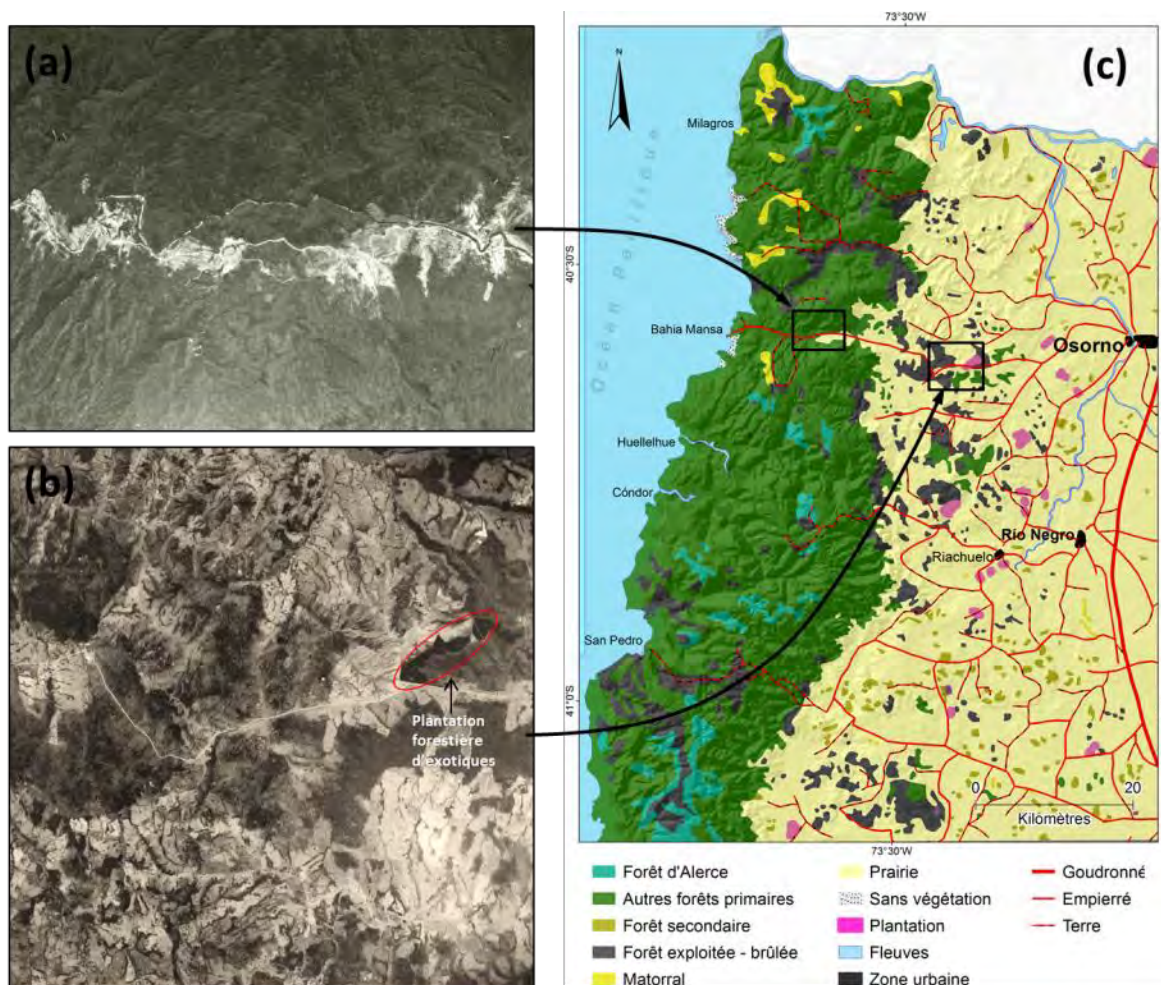 (a)
(b)
Plantation
forestière
d'exotiques
73°30'W
(c)
N
Milagros
Océan Pacifique
40°30'S
Bahia Mansa
Osorno
Huellelhue
Cóndor
Río Negro
Riachuelo
San Pedro
41°0'S
0
20
Kilomètres
73°30'W
Forêt d'Alerce
Autres forêts primaires
Forêt secondaire
Forêt exploitée - brûlée
Matorral
Prairie
Sans végétation
Plantation
Fleuves
Zone urbaine
Goudronné
Empierré
Terre